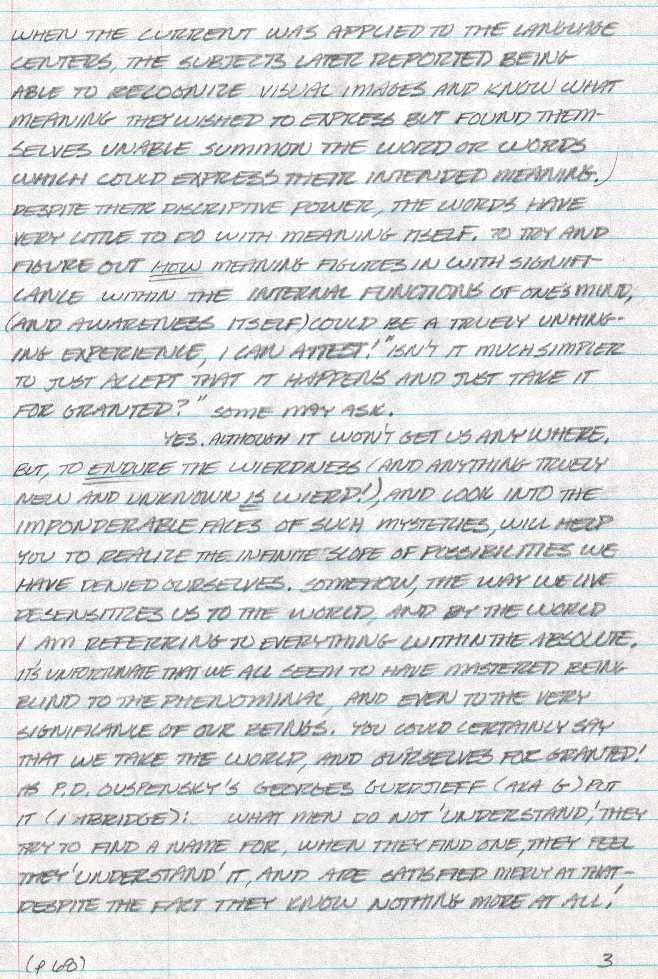 WHEN THE CURRENT WAS APPLIED TO THE LANGUAGE
CENTERS, THE SUBJECTS LATER REPORTED BEING
ABLE TO RECOGNIZE VISUAL IMAGES AND KNOW WHAT
MEANING THEY WISHED TO EXPRESS BUT FOUND THEM-
SELVES UNABLE SUMMON THE WORD OR WORDS
WHICH COULD EXPRESS THEIR INTENDED MEANING.)
DESPITE THEIR DISCRIPTIVE POWER, THE WORDS HAVE
VERY LITTLE TO DO WITH MEANING ITSELF. TO TRY AND
FIGURE OUT HOW MEANING FIGURES IN WITH SIGNIFI-
CANCE WITHIN THE INTERNAL FUNCTIONS OF ONE'S MIND,
(AND AWARENESS ITSELF) COULD BE A TRUELY UNHING-
ING EXPERIENCE, I CAN ATTEST! "ISN'T IT MUCH SIMPLER
TO JUST ACCEPT THAT IT HAPPENS AND JUST TAKE IT
FOR GRANTED?" SOME MAY ASK.
YES. ALTHOUGH IT WON'T GET US ANYWHERE.
BUT, TO ENDURE THE WIERDNESS (AND ANYTHING TRUELY
NEW AND UNKNOWN IS WIERD!), AND LOOK INTO THE
IMPONDERABLE FACES OF SUCH MYSTERIES, WILL HELP
YOU TO REALIZE THE INFINITE SCOPE OF POSSIBILITIES WE
HAVE DENIED OURSELVES. SOMEHOW, THE WAY WE LIVE
DESENSITIZES US TO THE WORLD, AND BY THE WORLD
I AM REFERRING TO EVERYTHING WITHIN THE ABSOLUTE.
IT'S UNFORTUNATE THAT WE ALL SEEM TO HAVE MASTERED BEING
BLIND TO THE PHENOMINAL, AND EVEN TO THE VERY
SIGNIFICANCE OF OUR BEINGS. YOU COULD CERTAINLY SAY
THAT WE TAKE THE WORLD, AND OURSELVES FOR GRANTED!
AS P.D. OUSPENSKY'S GEORGES GURDJIEFF (AKA G) PUT
IT (I ABRIDGE): WHAT MEN DO NOT 'UNDERSTAND,' THEY
TRY TO FIND A NAME FOR, WHEN THEY FIND ONE, THEY FEEL
THEY 'UNDERSTAND' IT, AND ARE SATISFIED MERLY AT THAT-
DESPITE THE FACT THEY KNOW NOTHING MORE AT ALL!
(P 68) 3